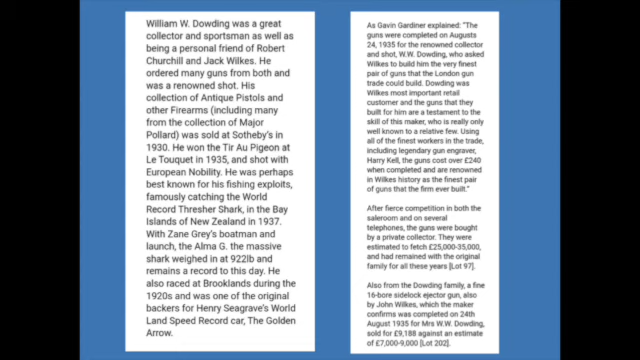 William W. Dowding was a great
collector and sportsman as well as
being a personal friend of Robert
Churchill and Jack Wilkes. He
ordered many guns from both and
was a renowned shot. His
collection of Antique Pistols and
other Firearms (including many
from the collection of Major
Pollard) was sold at Sotheby's in
1930. He won the Tir Au Pigeon at
Le Touquet in 1935, and shot with
European Nobility. He was perhaps
best known for his fishing exploits,
famously catching the World
Record Thresher Shark, in the Bay
Islands of New Zealand in 1937.
With Zane Grey's boatman and
launch, the Alma G. the massive
shark weighed in at 922lb and
remains a record to this day. He
also raced at Brooklands during the
1920s and was one of the original
backers for Henry Seagrave's World
Land Speed Record car, The Golden
Arrow.
As Gavin Gardiner explained: "The
guns were completed on Augusts
24, 1935 for the renowned collector
and shot, W.W. Dowding, who asked
Wilkes to build him the very finest
pair of guns that the London gun
trade could build. Dowding was
Wilkes most important retail
customer and the guns that they
built for him are a testament to the
skill of this maker, who is really only
well known to a relative few. Using
all of the finest workers in the trade,
including legendary gun engraver,
Harry Kell, the guns cost over £240
when completed and are renowned
in Wilkes history as the finest pair
of guns that the firm ever built."
After fierce competition in both the
saleroom and on several
telephones, the guns were bought
by a private collector. They were
estimated to fetch £25,000-35,000,
and had remained with the original
family for all these years [Lot 97].
Also from the Dowding family, a fine
16-bore sidelock ejector gun, also
by John Wilkes, which the maker
confirms was completed on 24th
August 1935 for Mrs W.W. Dowding,
sold for £9,188 against an estimate
of £7,000-9,000 [Lot 202].